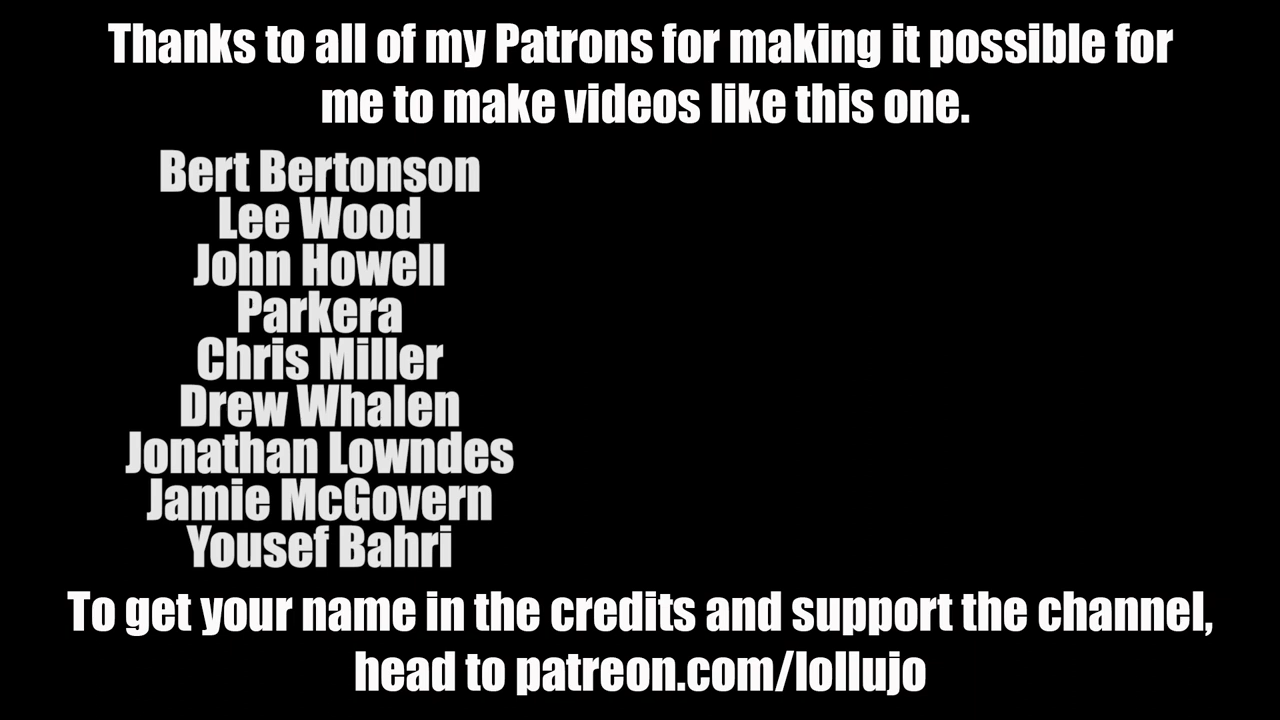 Thanks to all of my Patrons for making it possible for
me to make videos like this one.
Bert Bertonson
Lee Wood
John Howell
Parkera
Chris Miller
Drew Whalen
Jonathan Lowndes
Jamie McGovern
Yousef Bahri
To get your name in the credits and support the channel,
head to patreon.com/lollujo